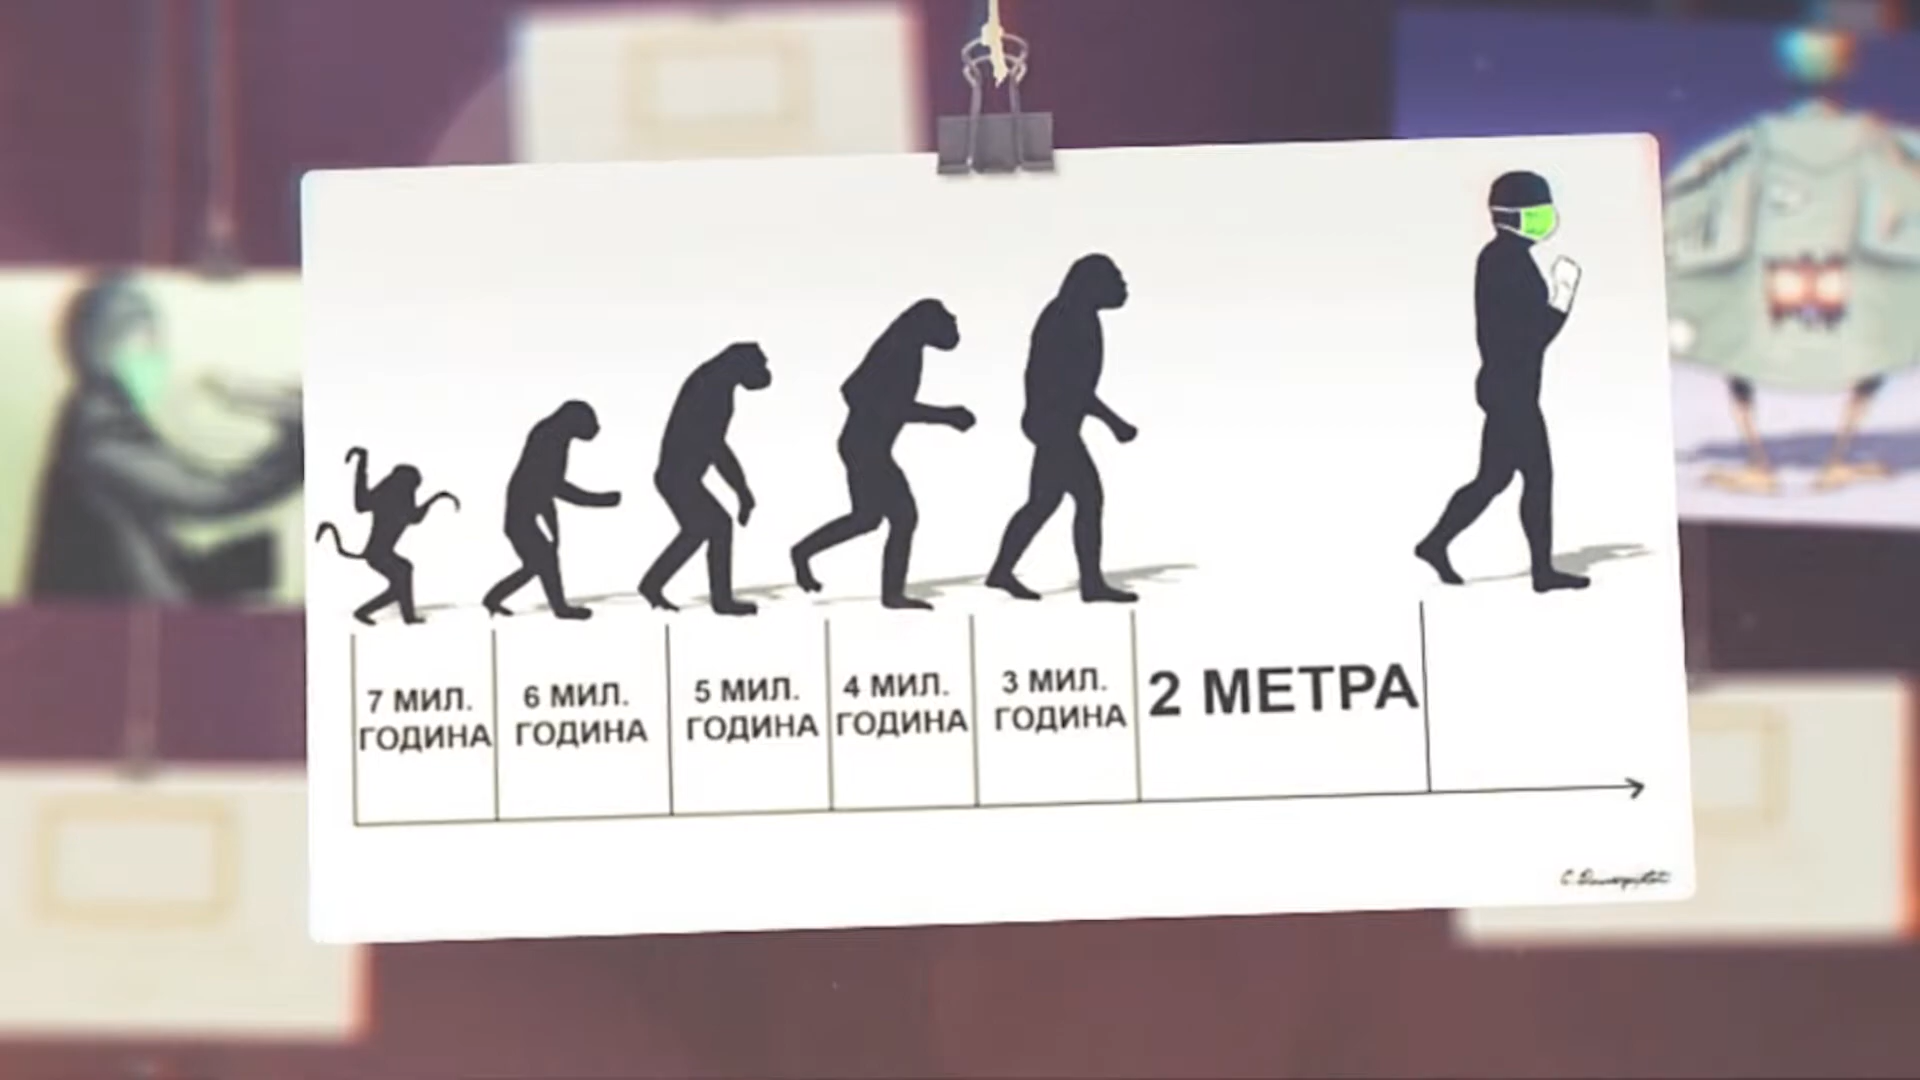 7 МИЛ.
ГОДИНА
6 МИЛ.
ГОДИНА
5 МИЛ.
ГОДИНА
4 МИЛ.
ГОДИНА
3 МИЛ.
ГОДИНА
2 МЕТРА